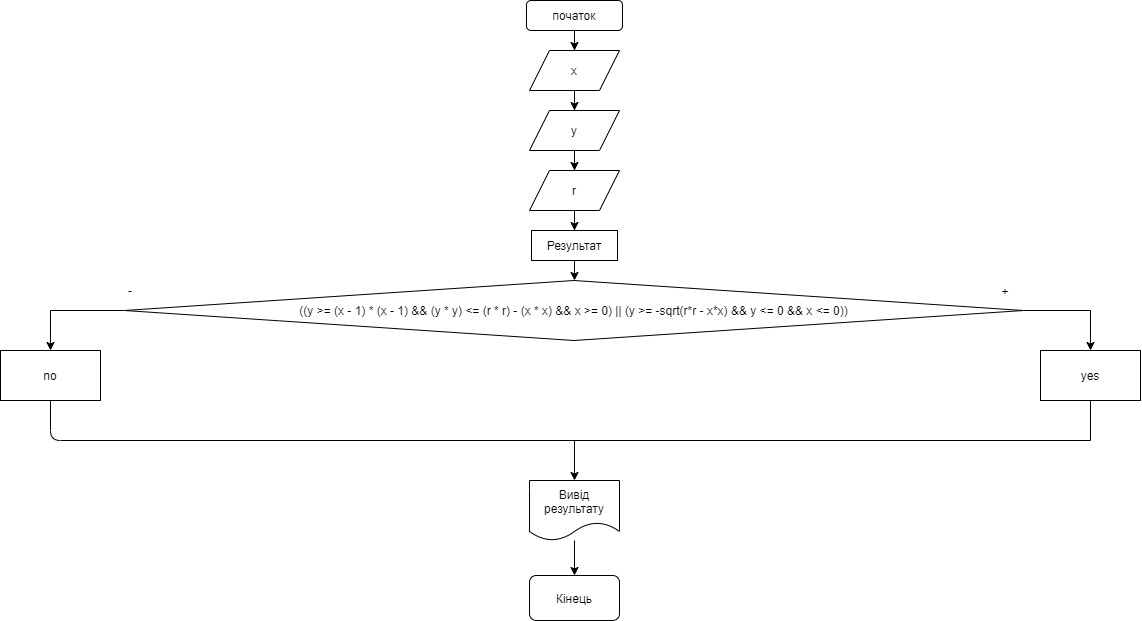 початок
x
y
r
Результат
-
+
((y >= (x - 1) * (x - 1) && (y * y) <= (r * r) - (x * x) && x >= 0) || (y >= -sqrt(r*r - x*x) && y <= 0 && x <= 0))
no
yes
Вивід
результату
Кінець